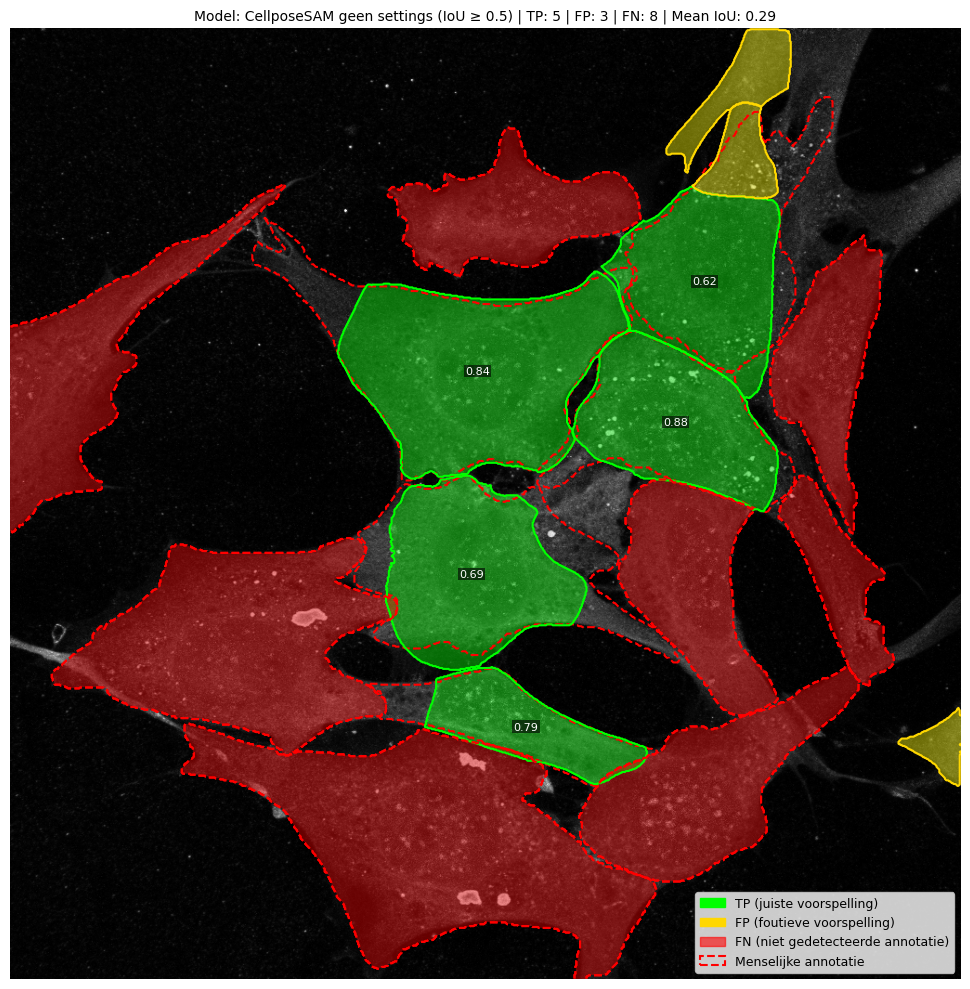 Model: CellposeSAM geen settings (IoU ≥ 0.5) | TP: 5 | FP: 3 | FN: 8 | Mean IoU: 0.29
0.62
0.84
0.88
0.69
0.79
TP (juiste voorspelling)
FP (foutieve voorspelling)
FN (niet gedetecteerde annotatie)
Menselijke annotatie